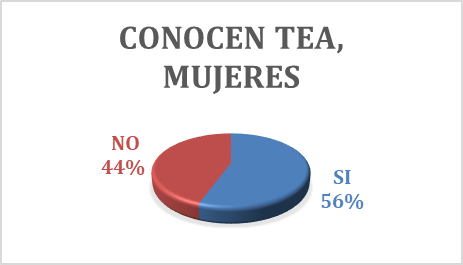 CONOCEN TEA,
MUJERES
NO
44%
SI
56%